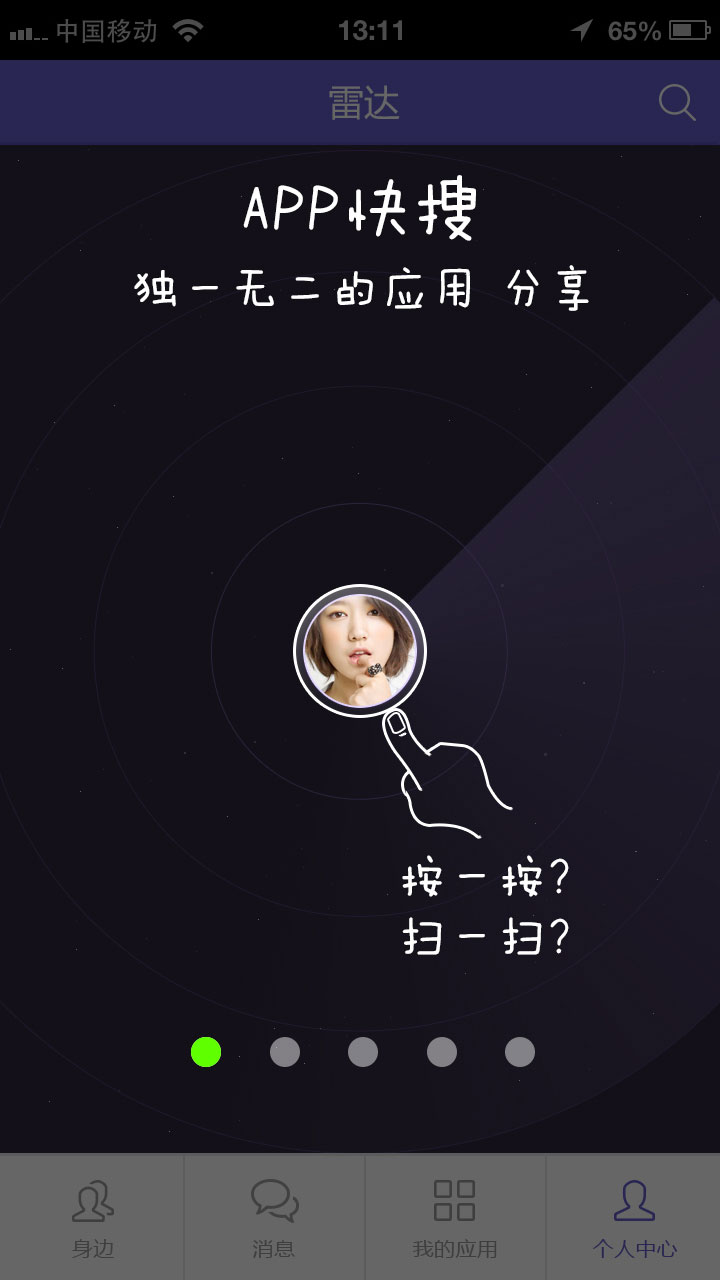 中国移动 13:11 65%
雷达
APP快搜
独一无二的应用 分享
按一按?
扫一扫?
身边 消息 我的应用 个人中心